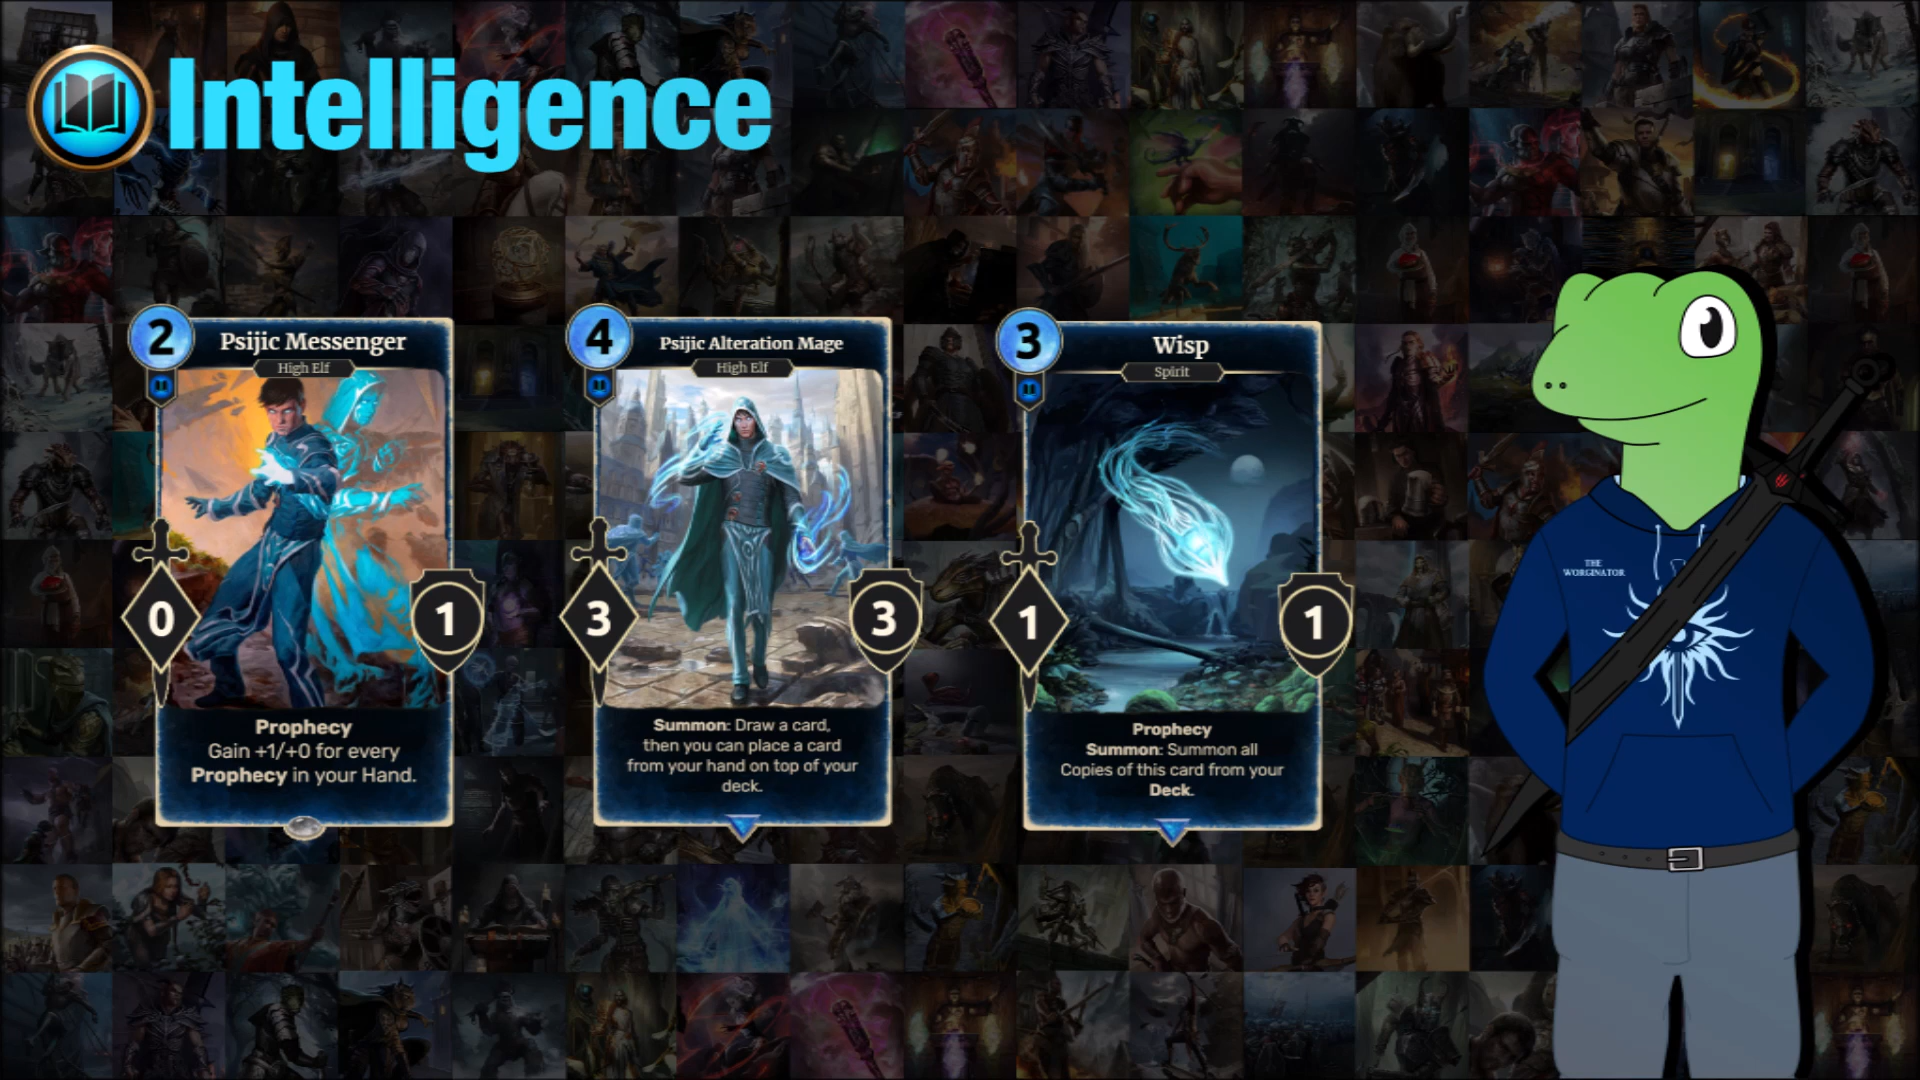 Intelligence
2
Psijic Messenger
High Elf
0
1
Prophecy
Gain +1/+0 for every
Prophecy in your Hand.
4
Psijic Alteration Mage
High Elf
3
3
Summon: Draw a card,
then you can place a card
from your hand on top of your
deck.
3
Wisp
Spirit
1
1
Prophecy
Summon: Summon all
Copies of this card from your
Deck.
THE
WORGINATOR